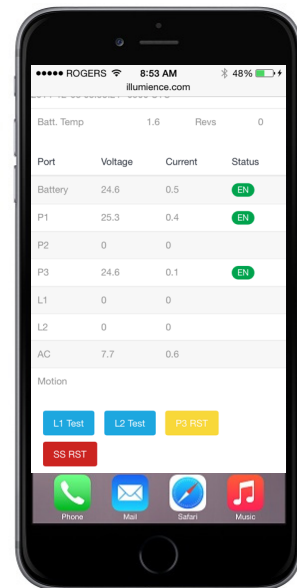 ROGERS 8:53 AM 48%
illumience.com
Batt. Temp 1.6 Revs 0
Port Voltage Current Status
Battery 24.6 0.5 EN
P1 25.3 0.4 EN
P2 0 0
P3 24.6 0.1 EN
L1 0 0
L2 0 0
AC 7.7 0.6
Motion
L1 Test L2 Test P3 RST
SS RST
Phone Mail Safari Music